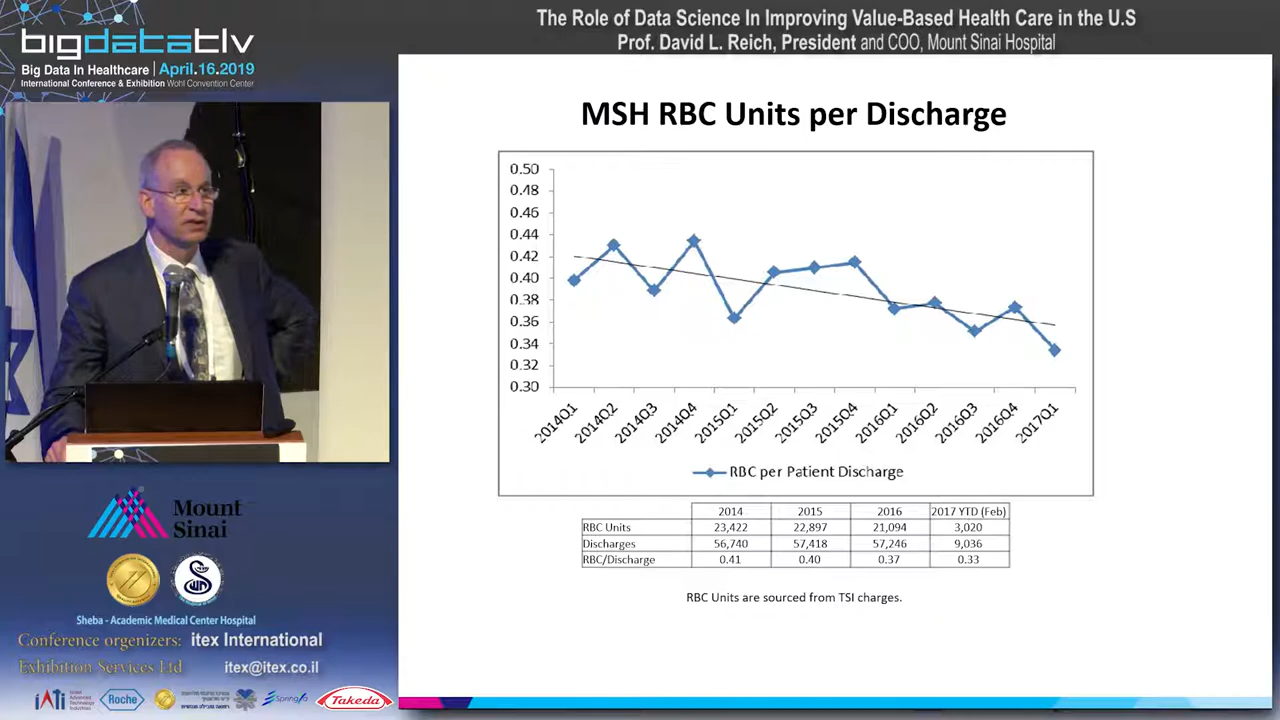 The Role of Data Science In Improving Value-Based Health Care in the U.S
Prof. David L. Reich, President and COO, Mount Sinai Hospital
bigdatatlv
Big Data In Healthcare | April.16.2019
International Conference & Exhibition Wohl Convention Center
MSH RBC Units per Discharge
0.50
0.48
0.46
0.44
0.42
0.40
0.38
0.36
0.34
0.32
0.30
2014Q1 2014Q2 2014Q3 2014Q4 2015Q1 2015Q2 2015Q3 2015Q4 2016Q1 2016Q2 2016Q3 2016Q4 2017Q1
RBC per Patient Discharge
2014 2015 2016 2017 YTD (Feb)
RBC Units 23,422 22,897 21,094 3,020
Discharges 56,740 57,418 57,246 9,036
RBC/Discharge 0.41 0.40 0.37 0.33
RBC Units are sourced from TSI charges.
Mount
Sinai
Sheba - Academic Medical Center Hospital
Conference organizers: itex International
Exhibition Services Ltd itex@itex.co.il
iATi Israel Advanced Technology Industries
Roche
Takeda